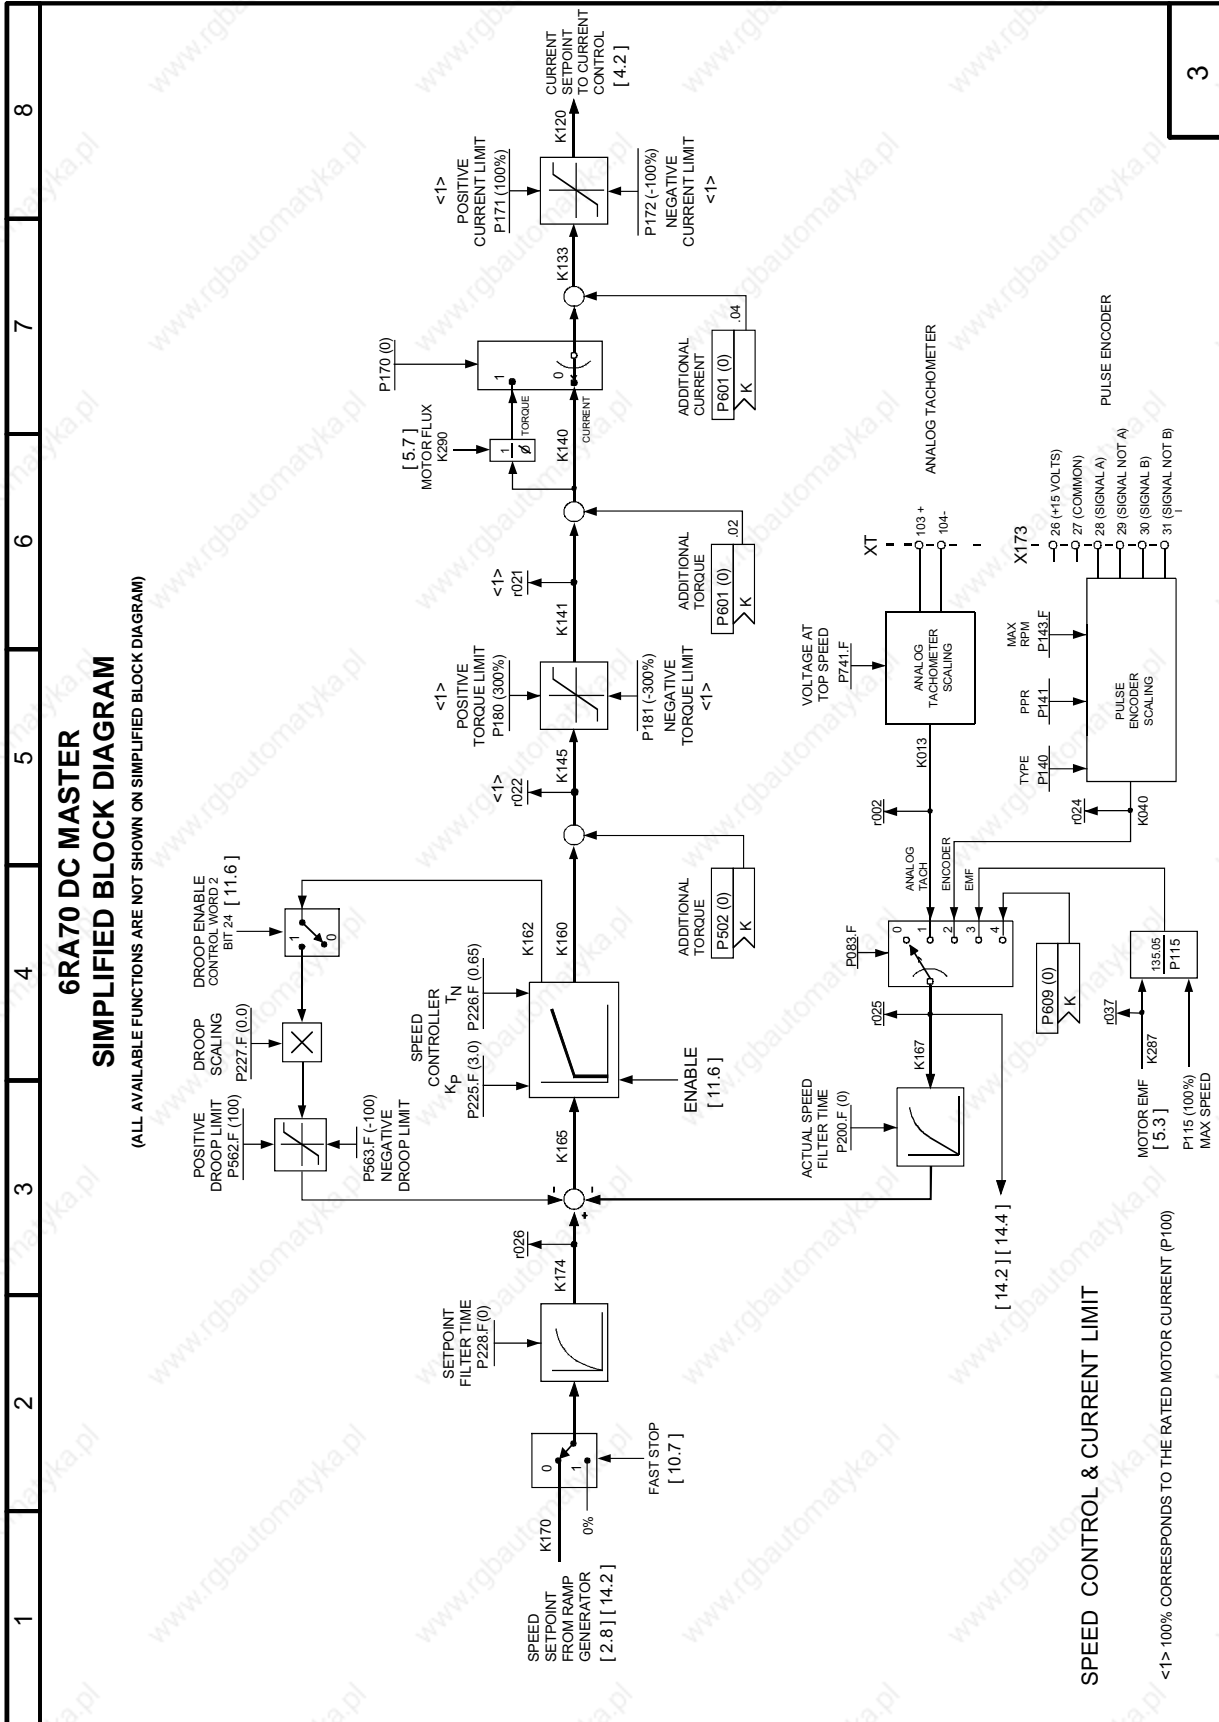 1 2 3 4 5 6 7 8
6RA70 DC MASTER
SIMPLIFIED BLOCK DIAGRAM
(ALL AVAILABLE FUNCTIONS ARE NOT SHOWN ON SIMPLIFIED BLOCK DIAGRAM)
POSITIVE
DROOP LIMIT
P562.F (100)
P563.F (-100)
NEGATIVE
DROOP LIMIT
DROOP
SCALING
P227.F (0.0)
DROOP ENABLE
CONTROL WORD 2
BIT 24 [ 11.6 ]
1
0
SPEED
SETPOINT
FROM RAMP
GENERATOR
[ 2.8 ] [ 14.2 ]
K170
0%
0
1
FAST STOP
[ 10.7 ]
SETPOINT
FILTER TIME
P228.F(0)
K174
r026
+
-
-
K165
SPEED
CONTROLLER
KP
TN
P225.F (3.0)
P226.F (0.65)
ENABLE
[ 11.6 ]
K162
K160
ADDITIONAL
TORQUE
P502 (0)
K
<1>
r022
K145
<1>
POSITIVE
TORQUE LIMIT
P180 (300%)
P181 (-300%)
NEGATIVE
TORQUE LIMIT
<1>
K141
<1>
r021
ADDITIONAL
TORQUE
P601 (0)
K
.02
K140
[ 5.7 ]
MOTOR FLUX
K290
1
Ø
TORQUE
CURRENT
P170 (0)
1
0
ADDITIONAL
CURRENT
P601 (0)
K
.04
K133
<1>
POSITIVE
CURRENT LIMIT
P171 (100%)
P172 (-100%)
NEGATIVE
CURRENT LIMIT
<1>
K120
CURRENT
SETPOINT
TO CURRENT
CONTROL
[ 4.2 ]
ACTUAL SPEED
FILTER TIME
P200.F (0)
K167
r025
[ 14.2 ] [ 14.4 ]
P083.F
0
1
2
3
4
ANALOG
TACH
ENCODER
EMF
P609 (0)
K
r002
K013
VOLTAGE AT
TOP SPEED
P741.F
ANALOG
TACHOMETER
SCALING
XT
103 +
104-
ANALOG TACHOMETER
r024
K040
TYPE
P140
PPR
P141
MAX
RPM
P143.F
PULSE
ENCODER
SCALING
X173
26 (+15 VOLTS)
27 (COMMON)
28 (SIGNAL A)
29 (SIGNAL NOT A)
30 (SIGNAL B)
31 (SIGNAL NOT B)
PULSE ENCODER
MOTOR EMF
[ 5.3 ]
K287
r037
135.05
P115
P115 (100%)
MAX SPEED
SPEED CONTROL & CURRENT LIMIT
<1> 100% CORRESPONDS TO THE RATED MOTOR CURRENT (P100)
3
www.rgbautomatyka.pl